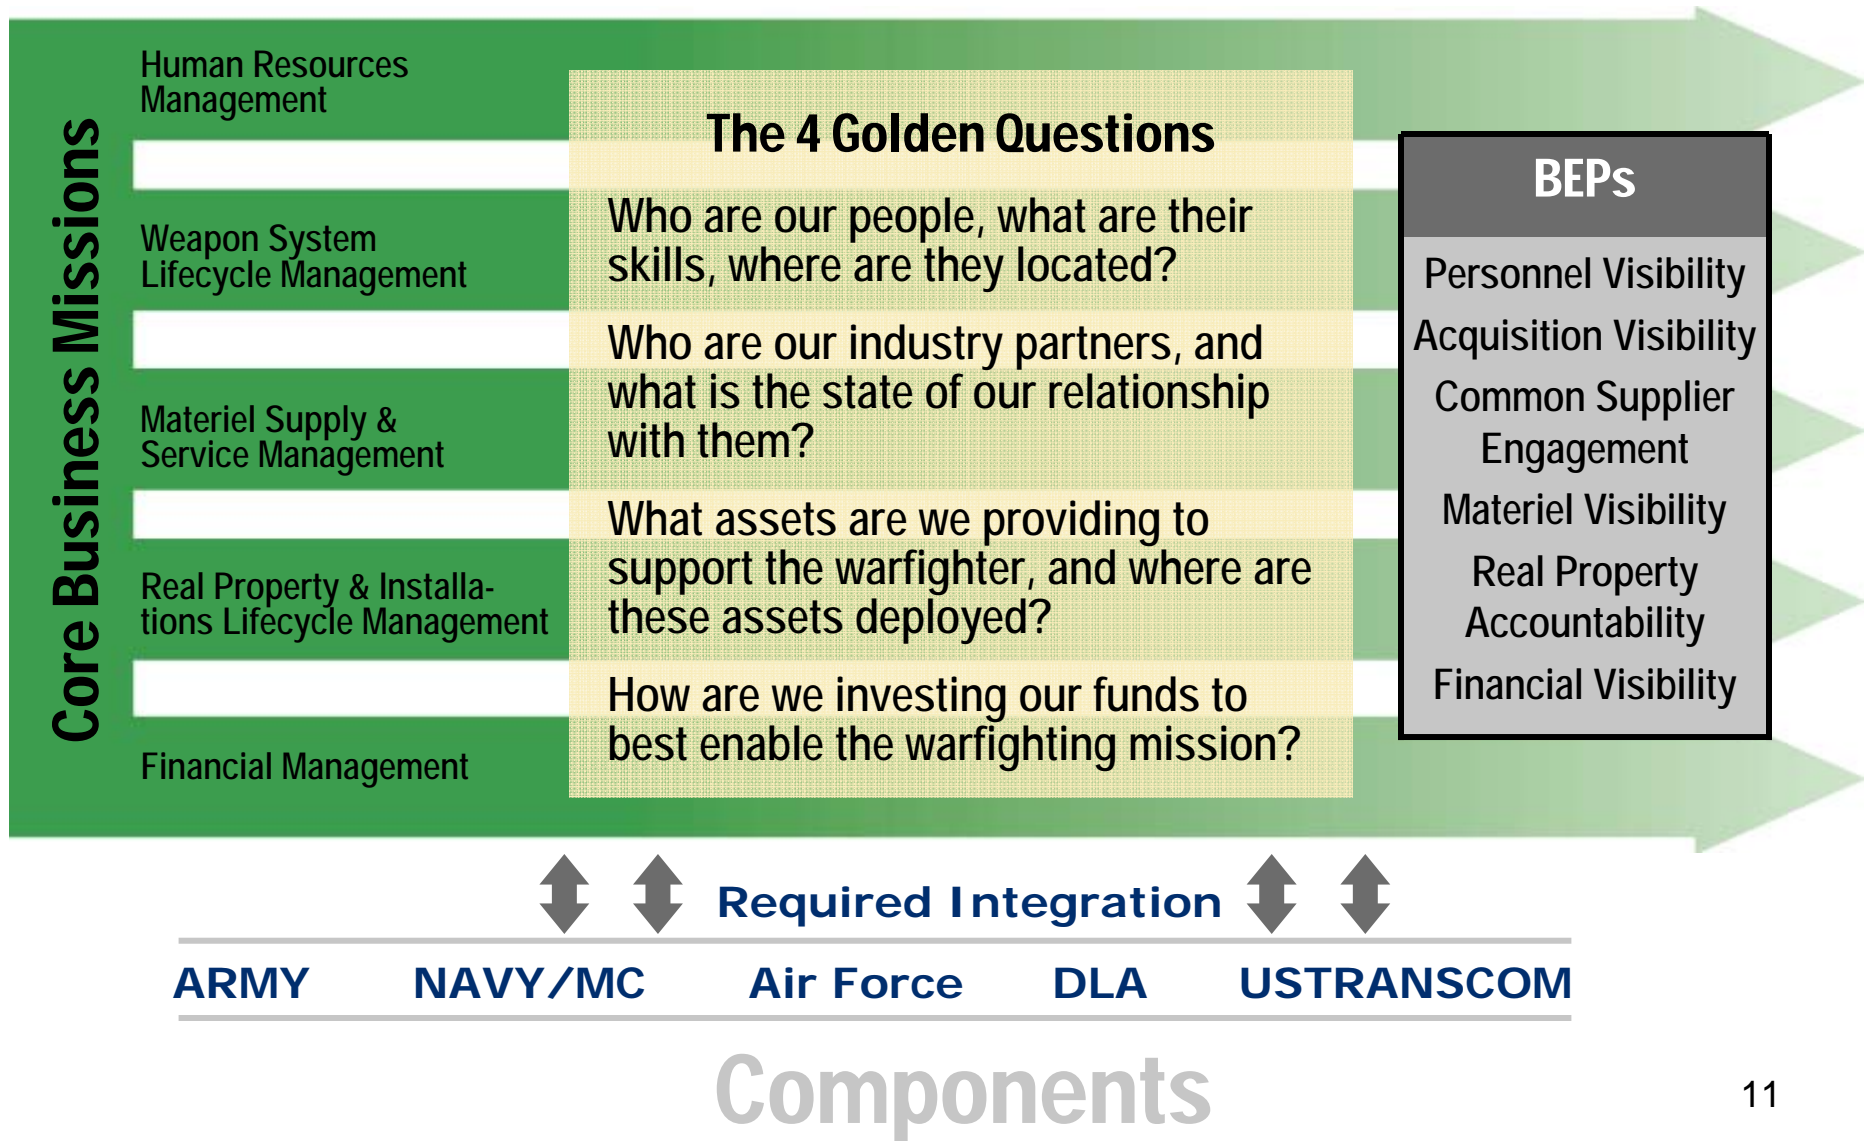 Core Business Missions
Human Resources
Management
Weapon System
Lifecycle Management
Materiel Supply &
Service Management
Real Property & Installa-
tions Lifecycle Management
Financial Management
The 4 Golden Questions
Who are our people, what are their
skills, where are they located?
Who are our industry partners, and
what is the state of our relationship
with them?
What assets are we providing to
support the warfighter, and where are
these assets deployed?
How are we investing our funds to
best enable the warfighting mission?
BEPs
Personnel Visibility
Acquisition Visibility
Common Supplier
Engagement
Materiel Visibility
Real Property
Accountability
Financial Visibility
Required Integration
ARMY NAVY/MC Air Force DLA USTRANSCOM
Components
11